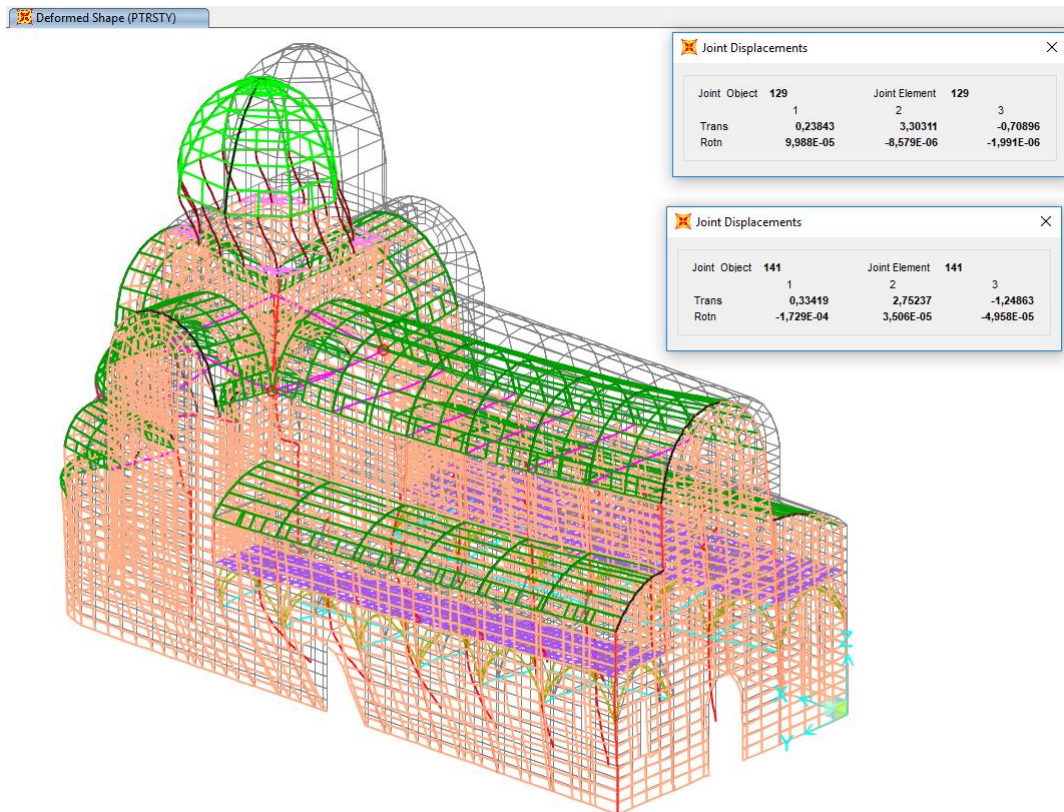 Deformed Shape (PTRSTY)
Joint Displacements
Joint Object 129 Joint Element 129
1 2 3
Trans 0,23843 3,30311 -0,70896
Rotn 9,988E-05 -8,579E-06 -1,991E-06
Joint Displacements
Joint Object 141 Joint Element 141
1 2 3
Trans 0,33419 2,75237 -1,24863
Rotn -1,729E-04 3,506E-05 -4,958E-05
Z
X
Y